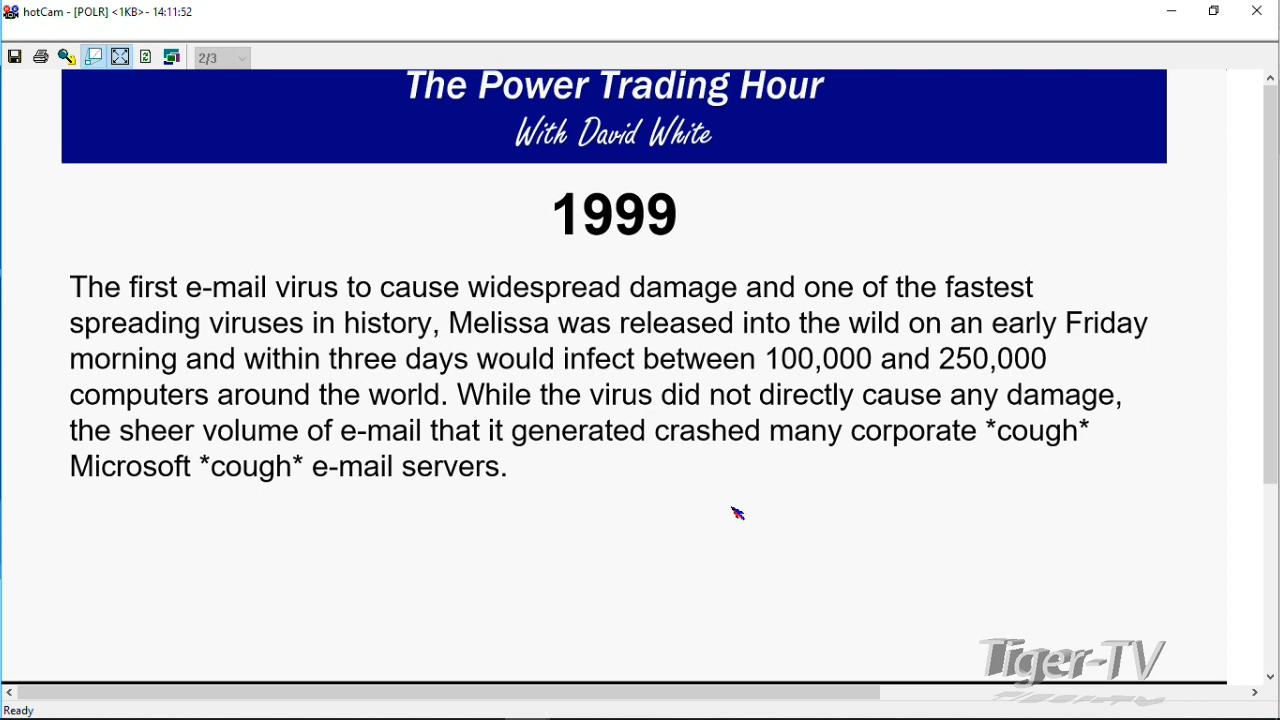 hotCam - [POLR] <1KB> - 14:11:52
2/3
The Power Trading Hour
With David White
1999
The first e-mail virus to cause widespread damage and one of the fastest
spreading viruses in history, Melissa was released into the wild on an early Friday
morning and within three days would infect between 100,000 and 250,000
computers around the world. While the virus did not directly cause any damage,
the sheer volume of e-mail that it generated crashed many corporate *cough*
Microsoft *cough* e-mail servers.
Tiger-TV
Ready